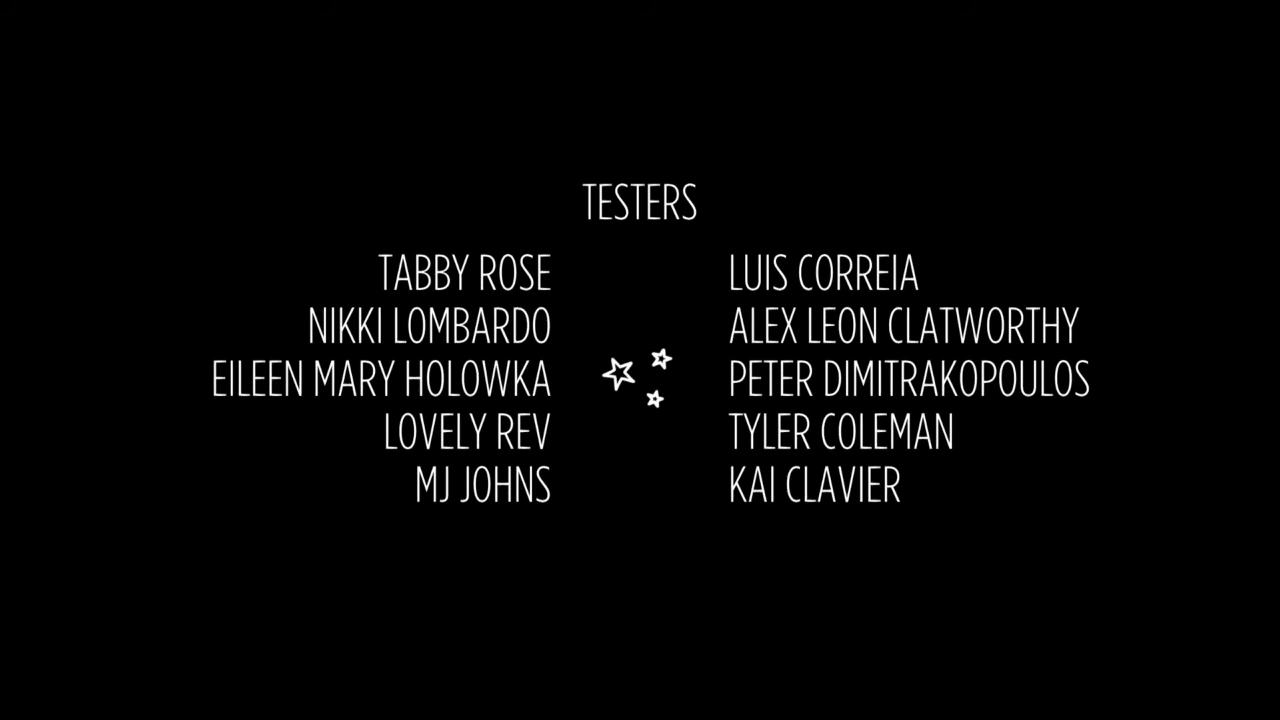 TESTERS
TABBY ROSE
NIKKI LOMBARDO
EILEEN MARY HOLOWKA
LOVELY REV
MJ JOHNS
LUIS CORREIA
ALEX LEON CLATWORTHY
PETER DIMITRAKOPOULOS
TYLER COLEMAN
KAI CLAVIER